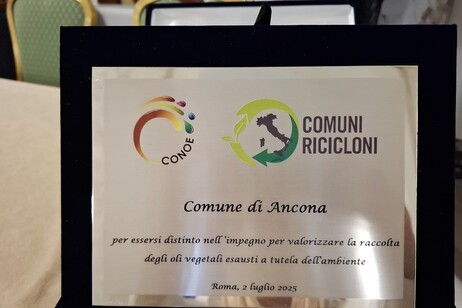 CONOE
COMUNI
RICICLONI
Comune di Ancona
per essersi distinto nell'impegno per valorizzare la raccolta
degli oli vegetali esausti a tutela dell'ambiente
Roma, 2 luglio 2025